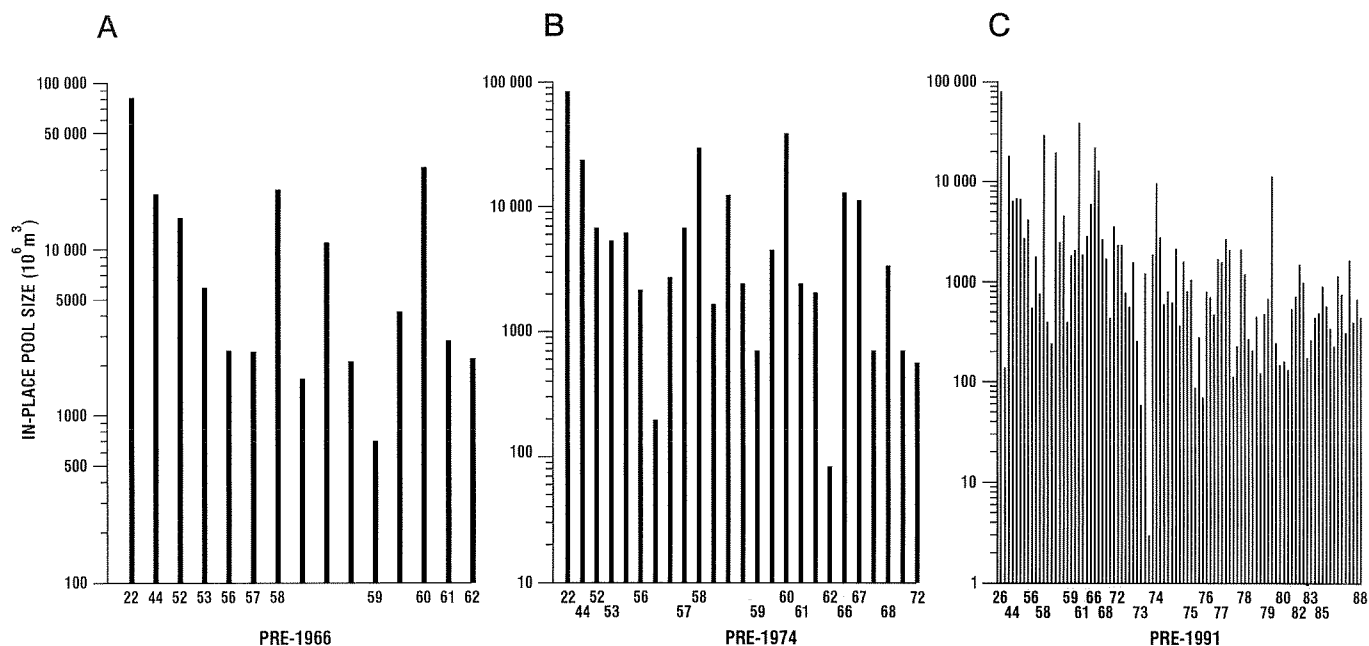 A
IN-PLACE POOL SIZE (10⁶m³)
100 000
50 000
10 000
5000
1000
500
100
22 44 52 53 56 57 58 59 60 61 62
PRE-1966
B
100 000
10 000
1000
100
10
22 52 56 58 60 62 67 72
44 53 57 59 61 66 68
PRE-1974
C
100 000
10 000
1000
100
10
1
26 56 59 66 72 74 76 78 80 83 88
44 58 61 68 73 75 77 79 82 85
PRE-1991